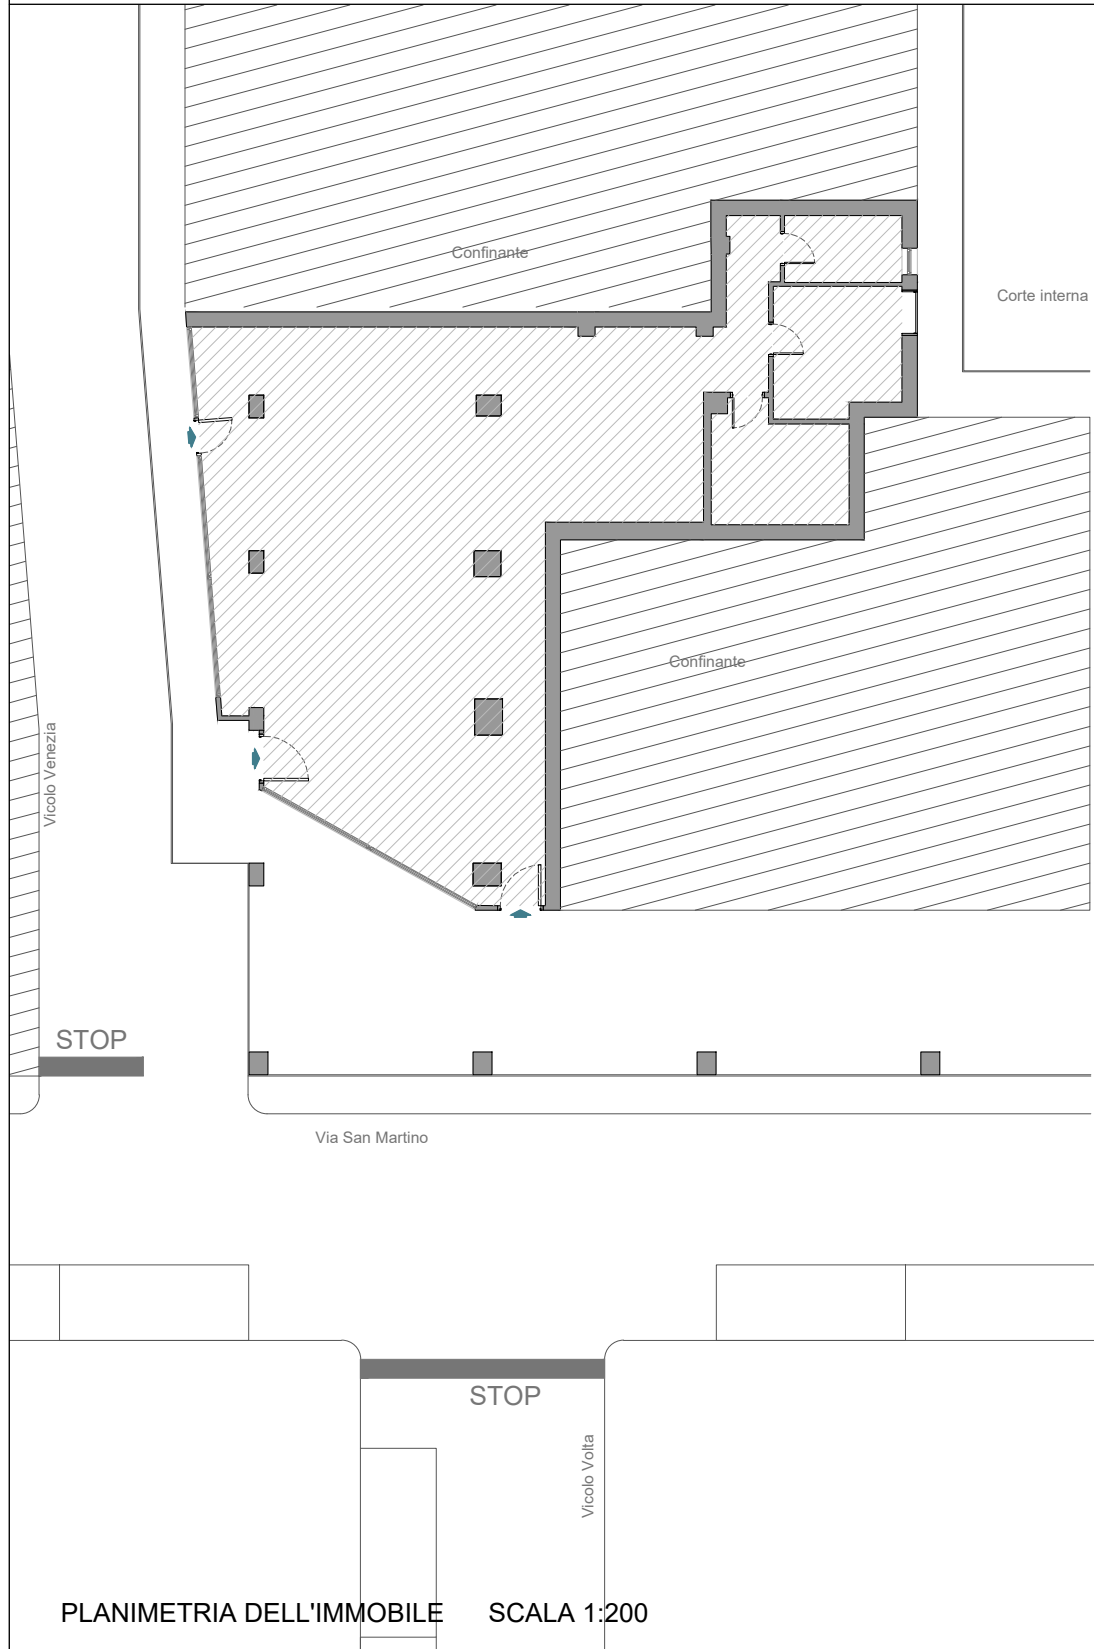 Confinante
Corte interna
Confinante
Vicolo Venezia
STOP
Via San Martino
STOP
Vicolo Volta
PLANIMETRIA DELL'IMMOBILE SCALA 1:200